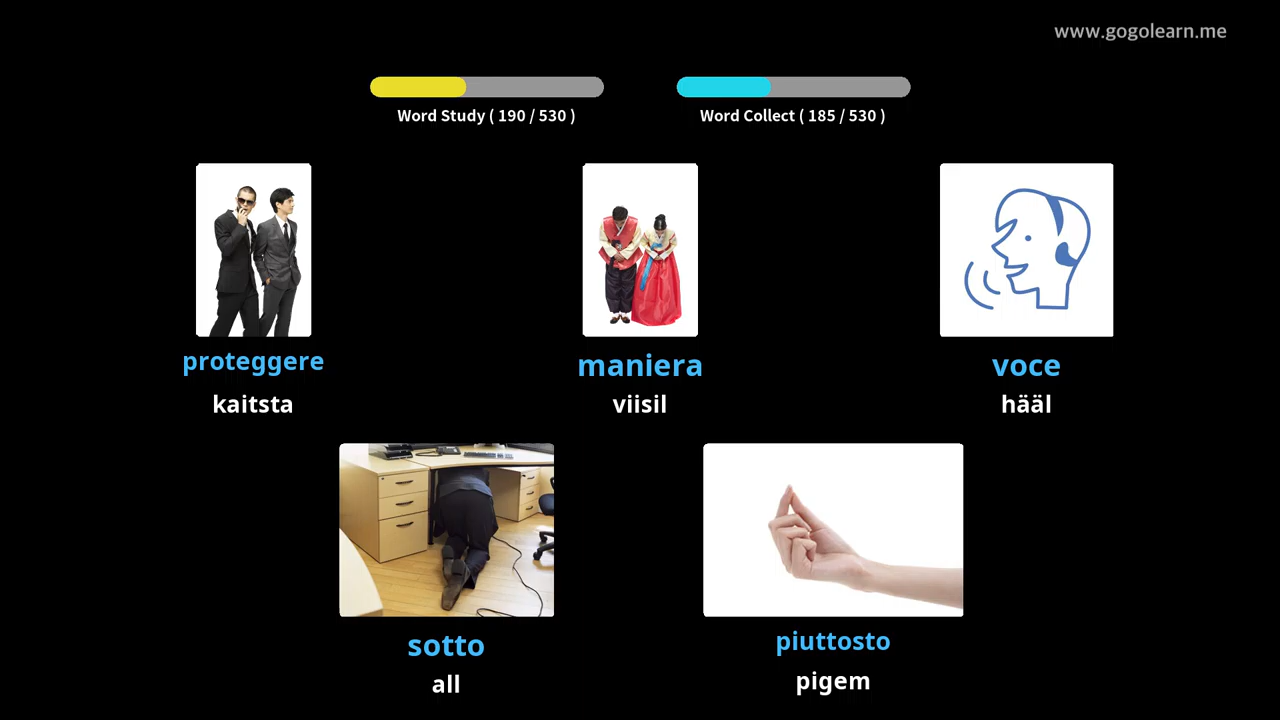 www.gogolearn.me
Word Study ( 190 / 530 )
Word Collect ( 185 / 530 )
proteggere
kaitsta
maniera
viisil
voce
hääl
sotto
all
piuttosto
pigem